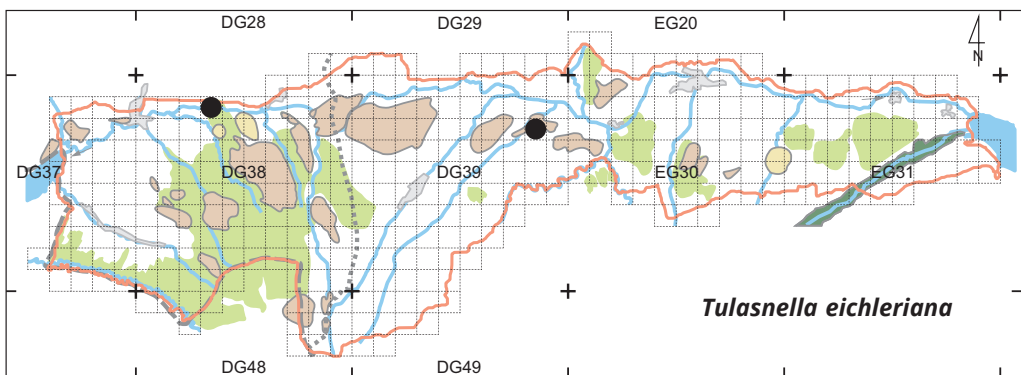 DG28 DG29 EG20
N
DG37 DG38 DG39 EG30 EG31
Tulasnella eichleriana
DG48 DG49